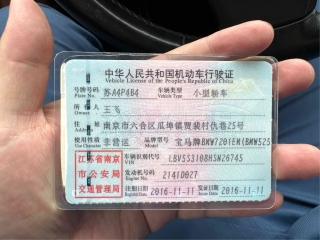 中华人民共和国机动车行驶证
Vehicle License of the People's Republic of China
号牌号码 苏A4P4B4 车辆类型 小型轿车
Plate No. Vehicle Type
所有人 王飞
Owner
住址 南京市六合区瓜埠镇贺装村仇巷25号
Address
使用性质 非营运 品牌型号 宝马牌BMW7201EM(BMW525
Use Character Model
江苏省南京 车辆识别代号 LBV5S3108HSN26745
VIN
市公安局 发动机号码 2141D027
Engine No.
交通管理局 注册日期 2016-11-11 发证日期 2016-11-11
Register Date Issue Date